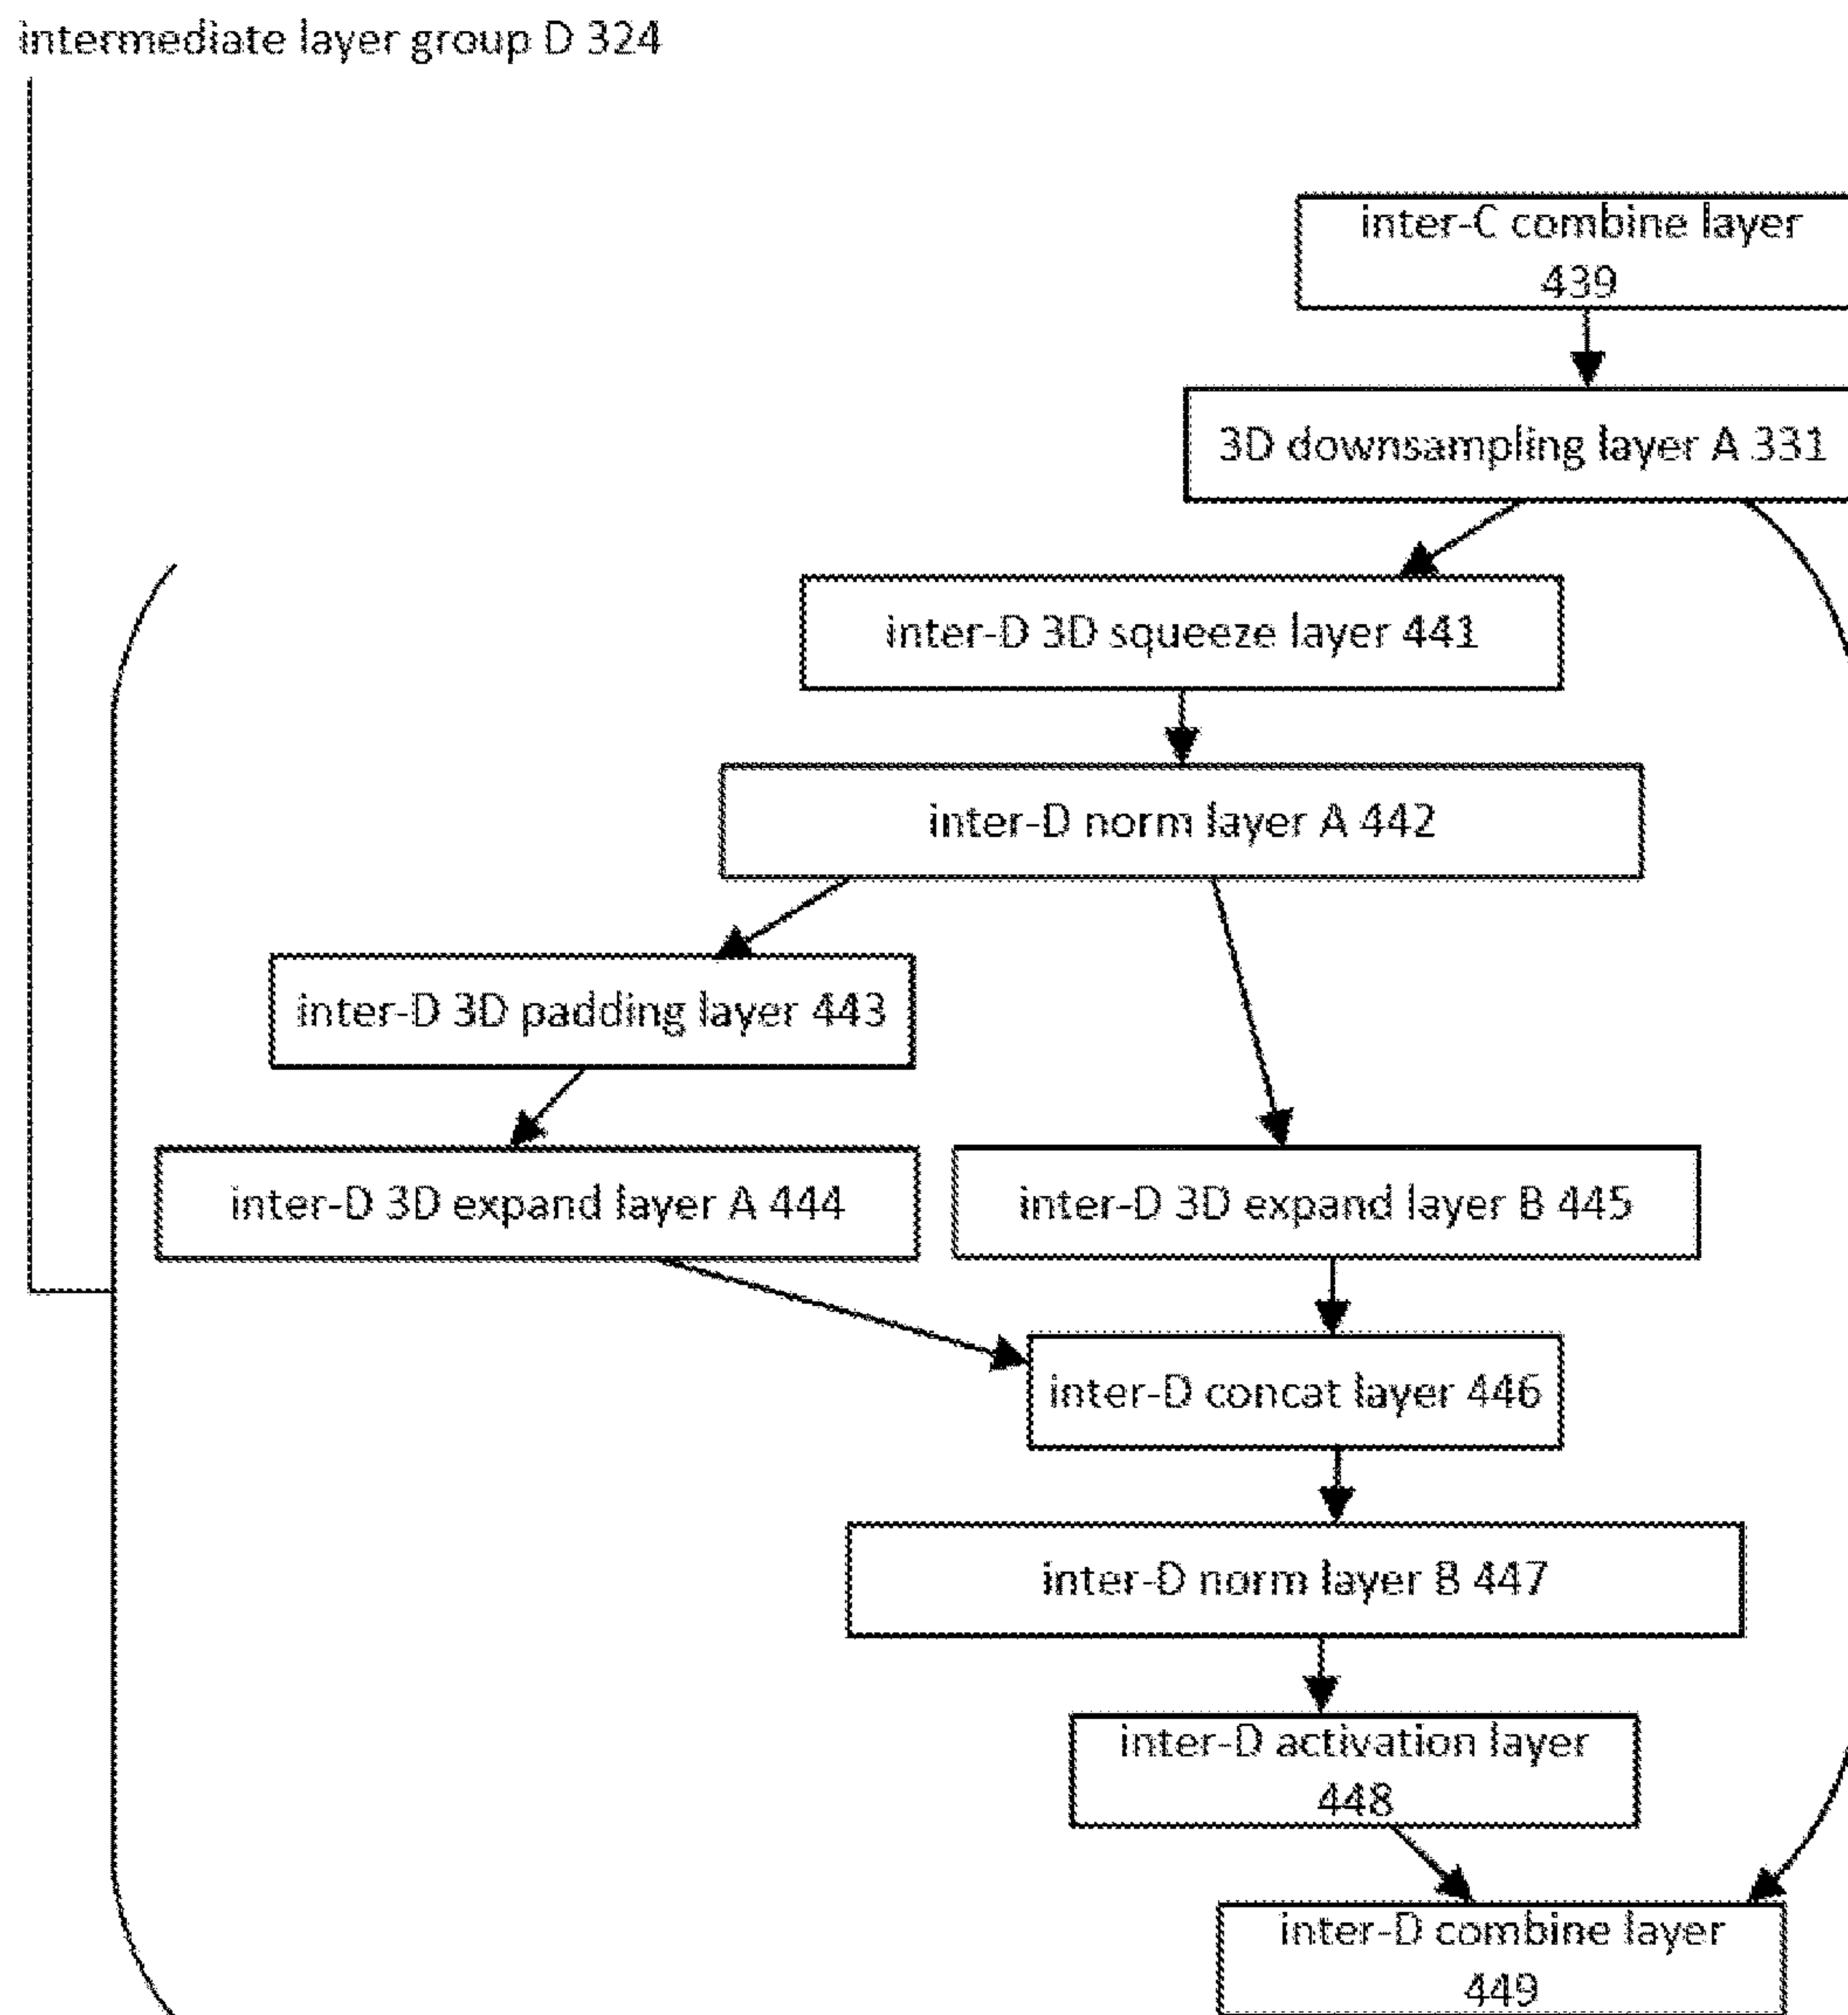 intermediate layer group D 324
inter-C combine layer
439
3D downsampling layer A 331
inter-D 3D squeeze layer 441
inter-D norm layer A 442
inter-D 3D padding layer 443
inter-D 3D expand layer A 444
inter-D 3D expand layer B 445
inter-D concat layer 446
inter-D norm layer B 447
inter-D activation layer
448
inter-D combine layer
449